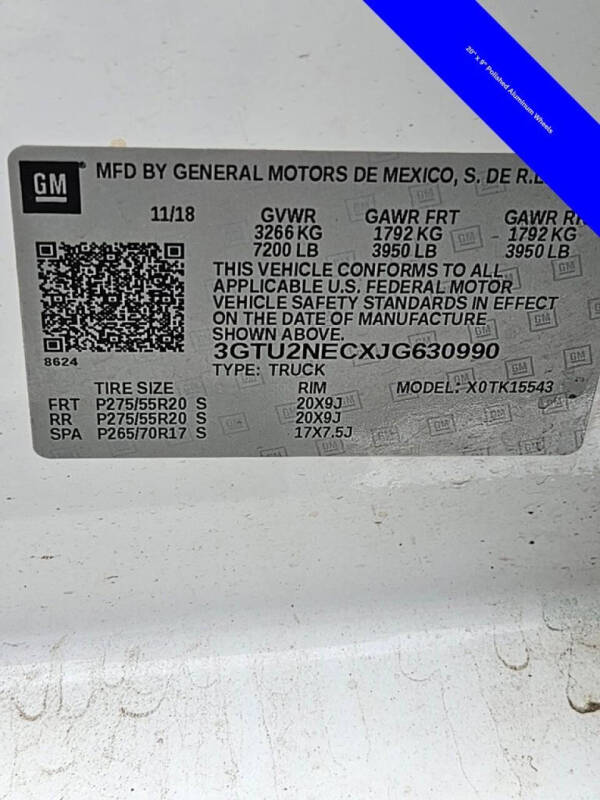 20" x 9" Polished Aluminum Wheels
GM MFD BY GENERAL MOTORS DE MEXICO, S. DE R.L
11/18 GVWR GAWR FRT GAWR RR
3266 KG 1792 KG 1792 KG
7200 LB 3950 LB 3950 LB
THIS VEHICLE CONFORMS TO ALL
APPLICABLE U.S. FEDERAL MOTOR
VEHICLE SAFETY STANDARDS IN EFFECT
ON THE DATE OF MANUFACTURE
SHOWN ABOVE.
8624
3GTU2NECXJG630990
TYPE: TRUCK
TIRE SIZE RIM MODEL: X0TK15543
FRT P275/55R20 S 20X9J
RR P275/55R20 S 20X9J
SPA P265/70R17 S 17X7.5J